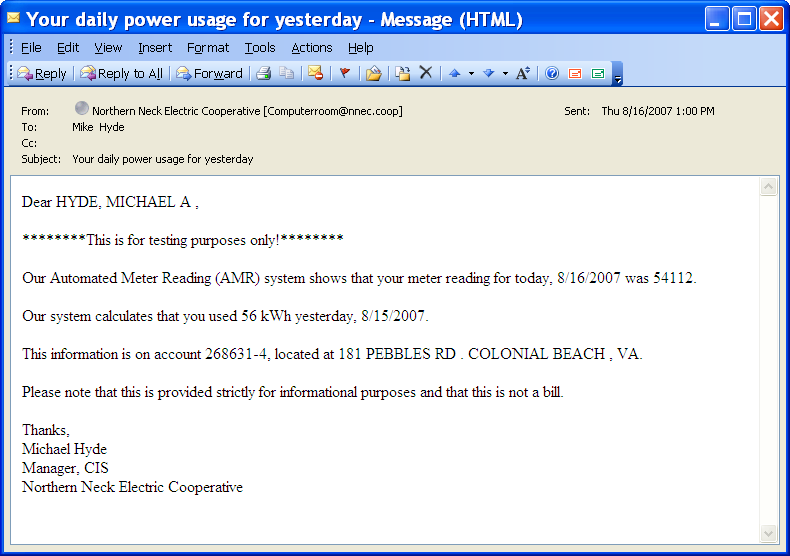 Your daily power usage for yesterday - Message (HTML)
File Edit View Insert Format Tools Actions Help
Reply Reply to All Forward A
From: Northern Neck Electric Cooperative [Computerroom@nnec.coop] Sent: Thu 8/16/2007 1:00 PM
To: Mike Hyde
Cc:
Subject: Your daily power usage for yesterday
Dear HYDE, MICHAEL A ,
********This is for testing purposes only!********
Our Automated Meter Reading (AMR) system shows that your meter reading for today, 8/16/2007 was 54112.
Our system calculates that you used 56 kWh yesterday, 8/15/2007.
This information is on account 268631-4, located at 181 PEBBLES RD . COLONIAL BEACH , VA.
Please note that this is provided strictly for informational purposes and that this is not a bill.
Thanks,
Michael Hyde
Manager, CIS
Northern Neck Electric Cooperative